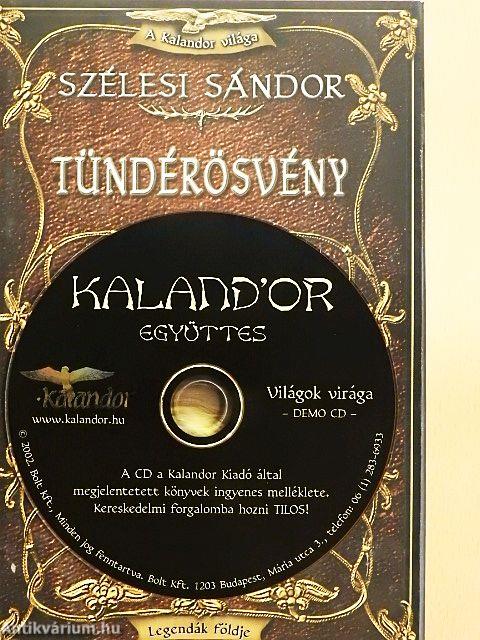 A Kalandor világa
SZÉLESI SÁNDOR
TÜNDÉRÖSVÉNY
KALAND'OR
EGYÜTTES
Kalandor
www.kalandor.hu
Világok virága
– DEMO CD –
A CD a Kalandor Kiadó által
megjelentetett könyvek ingyenes melléklete.
Kereskedelmi forgalomba hozni TILOS!
© 2002. Bolt Kft., Minden jog fenntartva. Bolt Kft. 1203 Budapest, Mária utca 3., telefon: 06 (1) 283-6933
Legendák földje
Antikvárium.hu